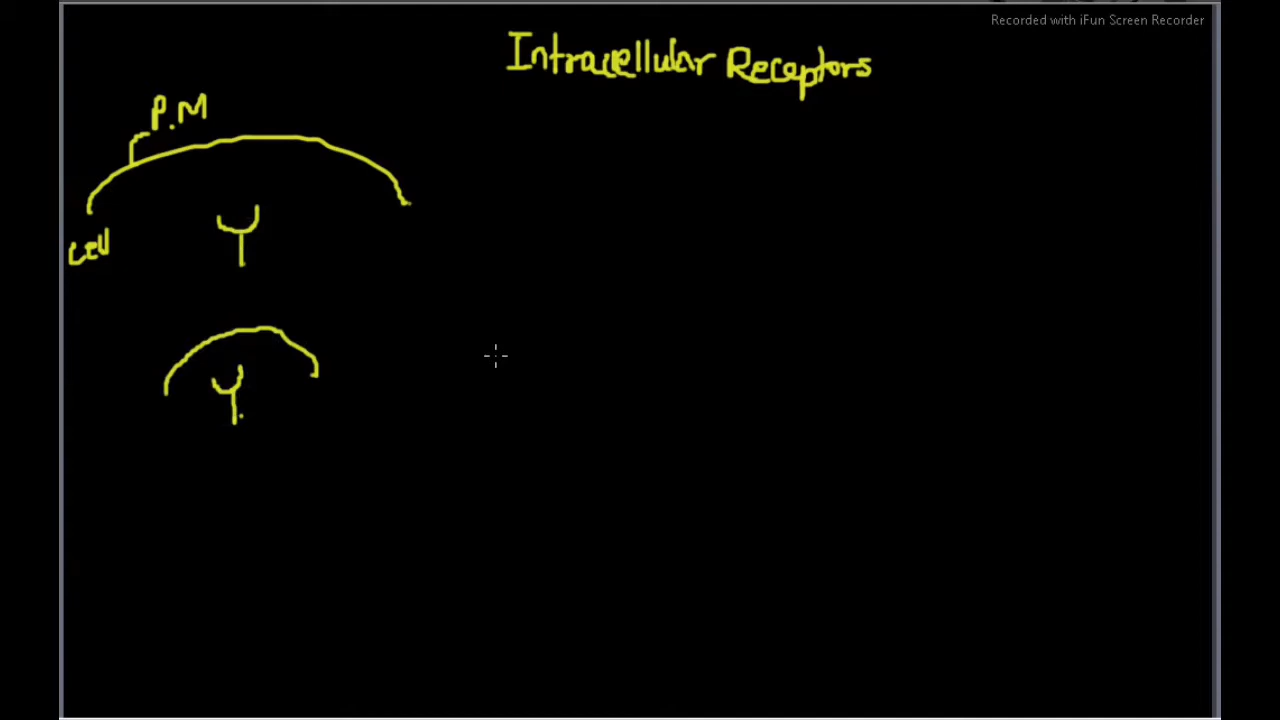 Recorded with iFun Screen Recorder
Intracellular Receptors
P.M
Cell